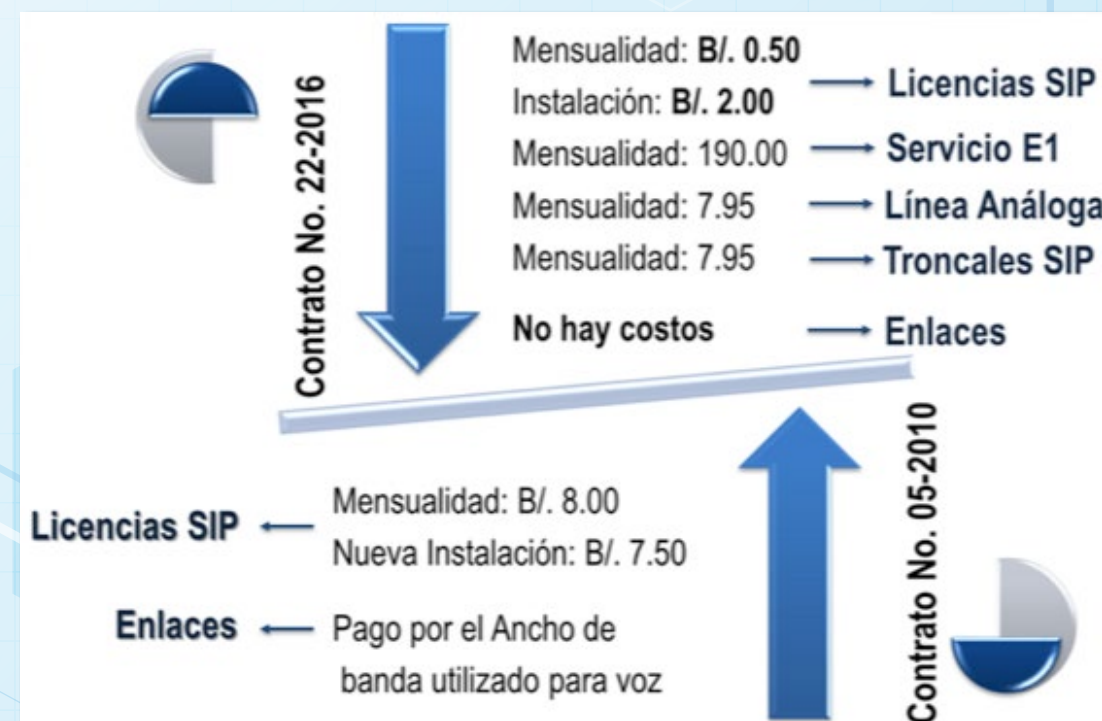 Contrato No. 22-2016
Mensualidad: B/. 0.50
Instalación: B/. 2.00
Licencias SIP
Mensualidad: 190.00
Servicio E1
Mensualidad: 7.95
Línea Análoga
Mensualidad: 7.95
Troncales SIP
No hay costos
Enlaces
Licencias SIP
Mensualidad: B/. 8.00
Nueva Instalación: B/. 7.50
Enlaces
Pago por el Ancho de
banda utilizado para voz
Contrato No. 05-2010